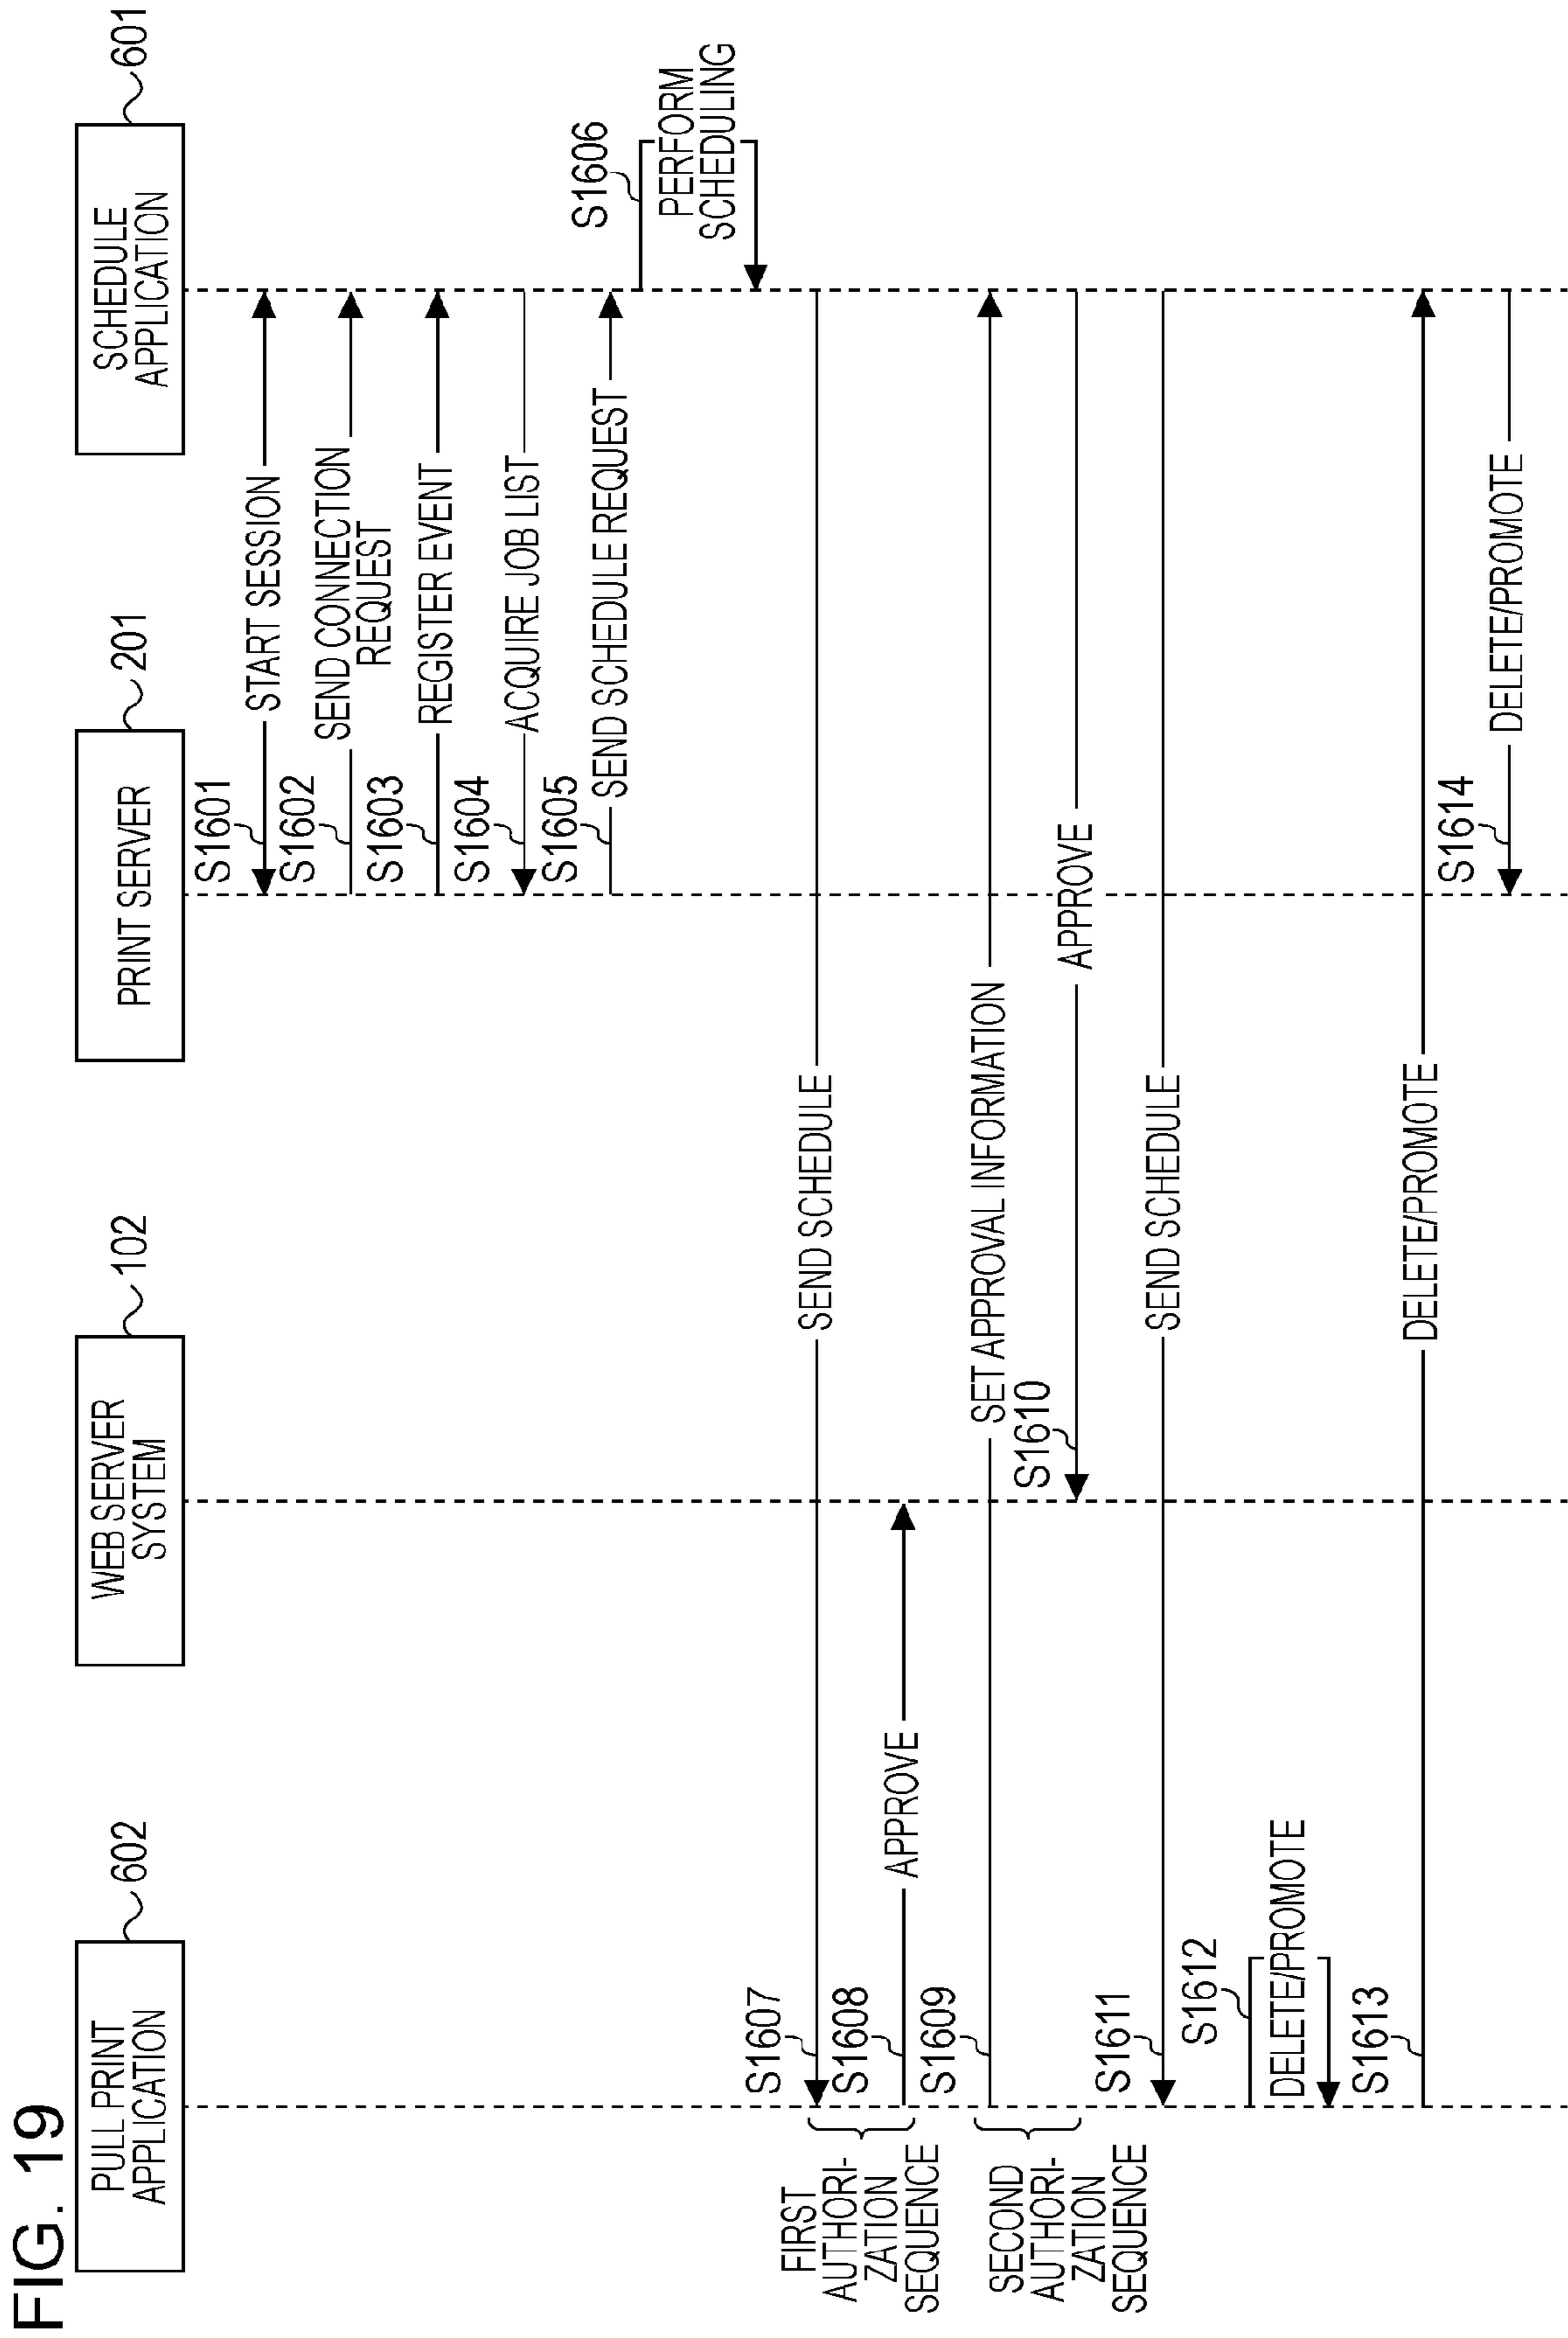 FIG. 19
PULL PRINT
APPLICATION
602
WEB SERVER
SYSTEM
102
PRINT SERVER
201
SCHEDULE
APPLICATION
601
S1601
START SESSION
S1602
SEND CONNECTION
REQUEST
S1603
REGISTER EVENT
S1604
ACQUIRE JOB LIST
S1605
SEND SCHEDULE REQUEST
S1606
PERFORM
SCHEDULING
S1607
SEND SCHEDULE
FIRST
AUTHORI-
ZATION
SEQUENCE
S1608
APPROVE
S1609
SET APPROVAL INFORMATION
SECOND
AUTHORI-
ZATION
SEQUENCE
S1610
APPROVE
S1611
SEND SCHEDULE
S1612
DELETE/PROMOTE
S1613
DELETE/PROMOTE
S1614
DELETE/PROMOTE